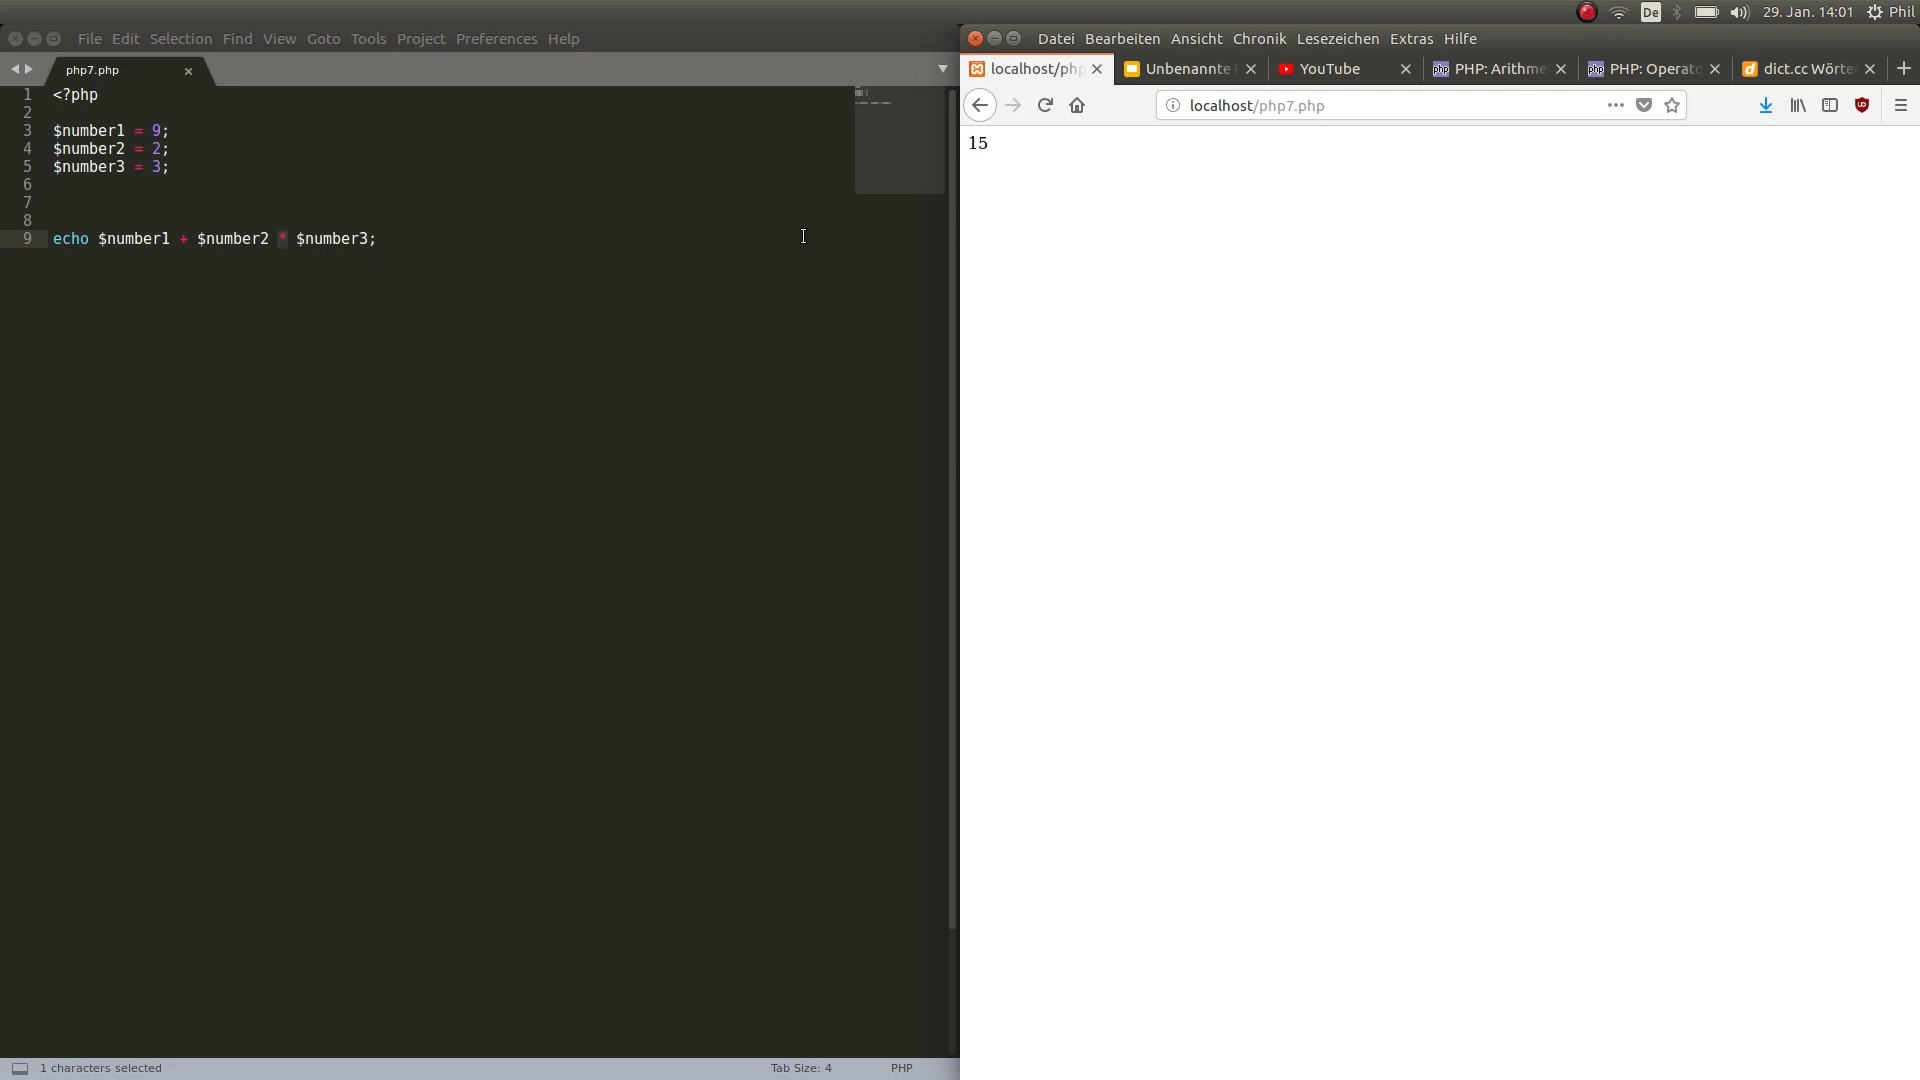 De 29. Jan. 14:01 Phil
File Edit Selection Find View Goto Tools Project Preferences Help
Datei Bearbeiten Ansicht Chronik Lesezeichen Extras Hilfe
php7.php
localhost/php Unbenannte YouTube PHP: Arithme PHP: Operato dict.cc Wörter
localhost/php7.php
1 <?php
2
3 $number1 = 9;
4 $number2 = 2;
5 $number3 = 3;
6
7
8
9 echo $number1 + $number2 * $number3;
15
1 characters selected Tab Size: 4 PHP